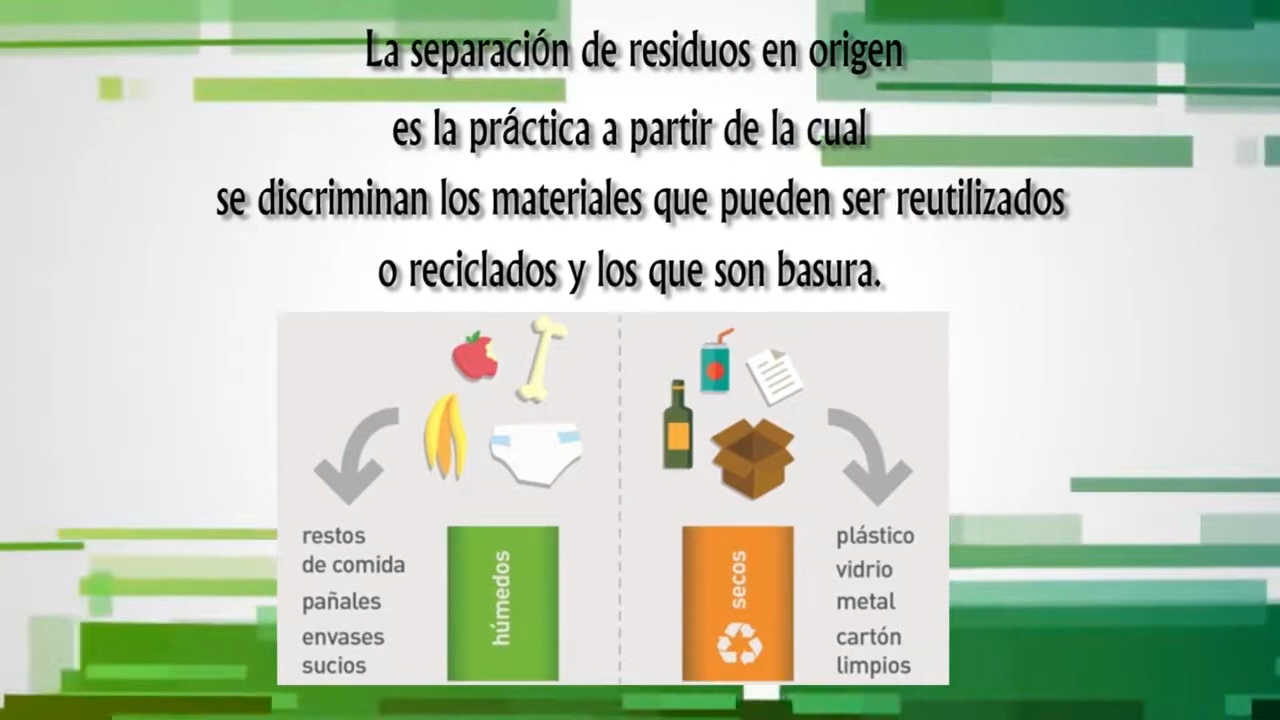 La separación de residuos en origen
es la práctica a partir de la cual
se discriminan los materiales que pueden ser reutilizados
o reciclados y los que son basura.
restos
de comida
pañales
envases
sucios
húmedos
secos
plástico
vidrio
metal
cartón
limpios